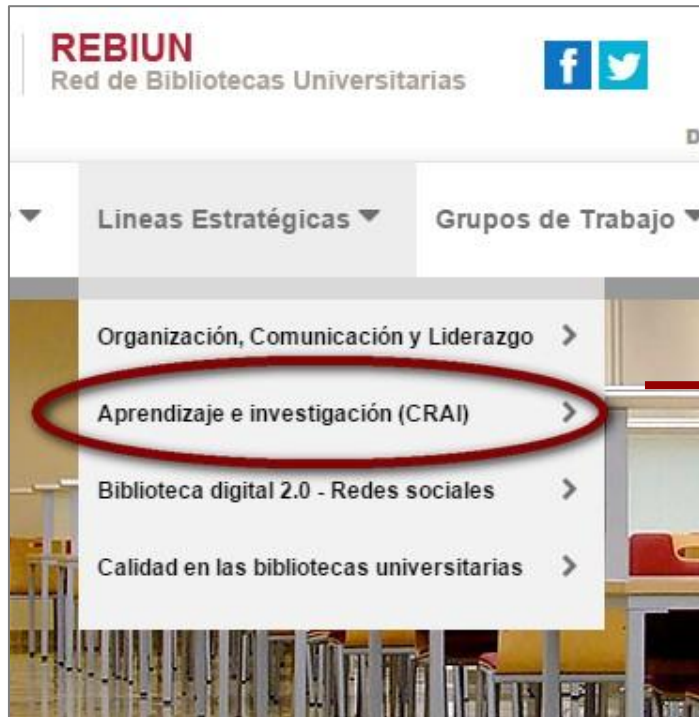 REBIUN
Red de Bibliotecas Universitarias
Lineas Estratégicas
Grupos de Trabajo
Organización, Comunicación y Liderazgo
Aprendizaje e investigación (CRAI)
Biblioteca digital 2.0 - Redes sociales
Calidad en las bibliotecas universitarias